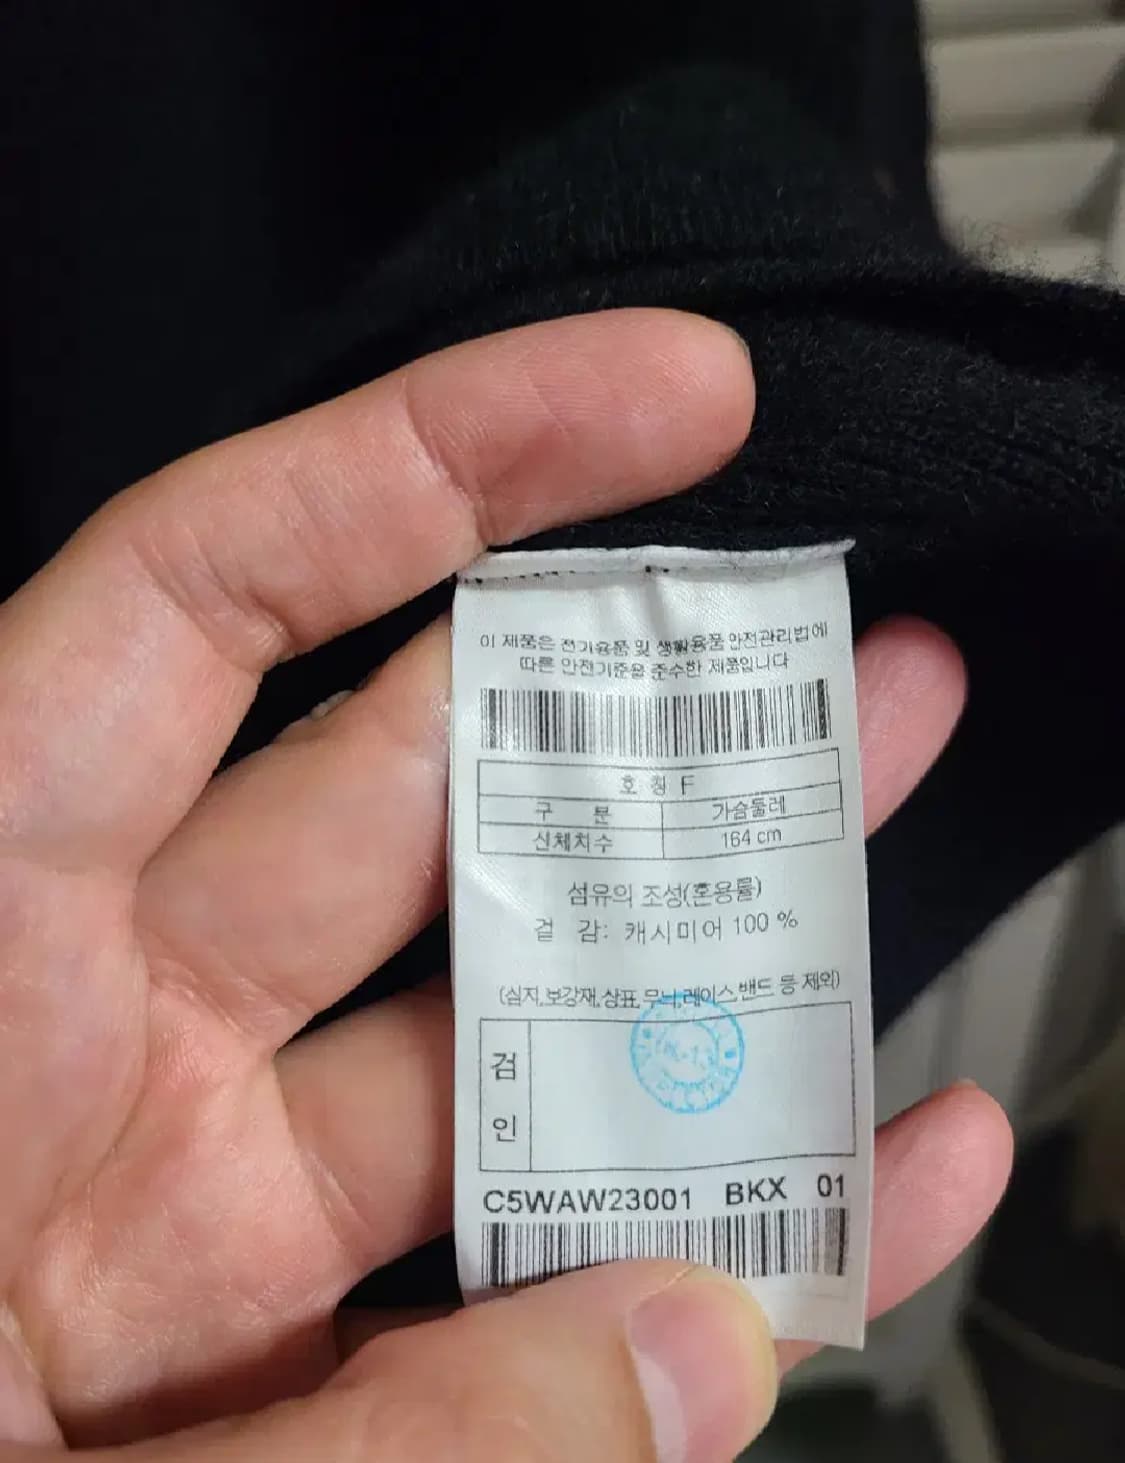 이 제품은 전기용품 및 생활용품 안전관리법에
따른 안전기준을 준수한 제품입니다
호 칭 F
구 분 가슴둘레
신체치수 164 cm
섬유의 조성(혼용률)
겉 감: 캐시미어 100 %
(심지,보강재,상표,무늬,레이스,밴드 등 제외)
검
인
C5WAW23001 BKX 01